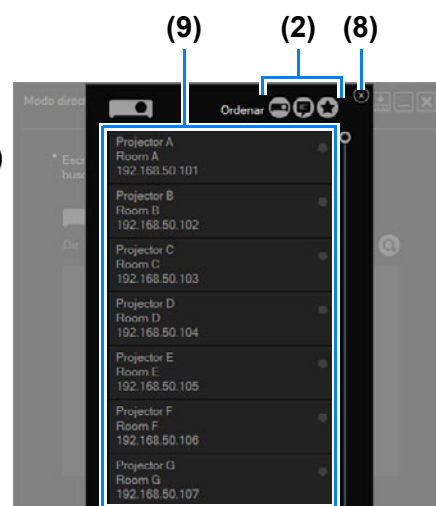 (9) (2) (8)
Modo direct
Ordenar
)
* Escr
busc
Dir
Projector A
Room A
192.168.50.101
Projector B
Room B
192.168.50.102
Projector C
Room C
192.168.50.103
Projector D
Room D
192.168.50.104
Projector E
Room E
192.168.50.105
Projector F
Room F
192.168.50.106
Projector G
Room G
192.168.50.107